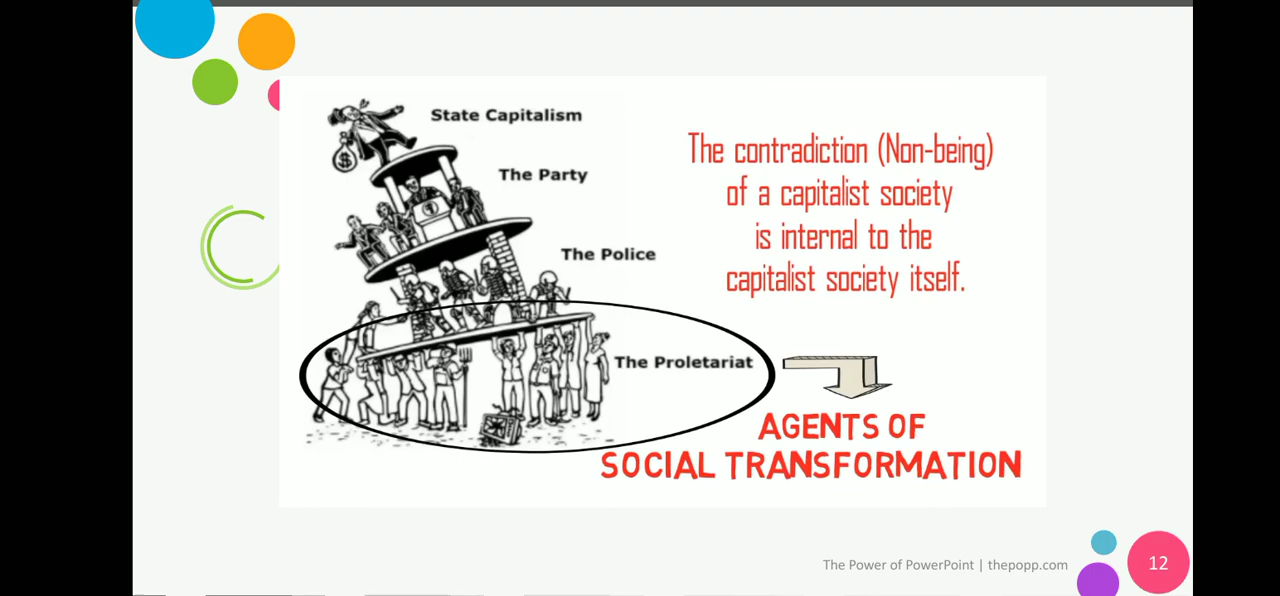 State Capitalism
The Party
The Police
The Proletariat
The contradiction (Non-being)
of a capitalist society
is internal to the
capitalist society itself.
AGENTS OF
SOCIAL TRANSFORMATION
$
The Power of PowerPoint | thepopp.com
12